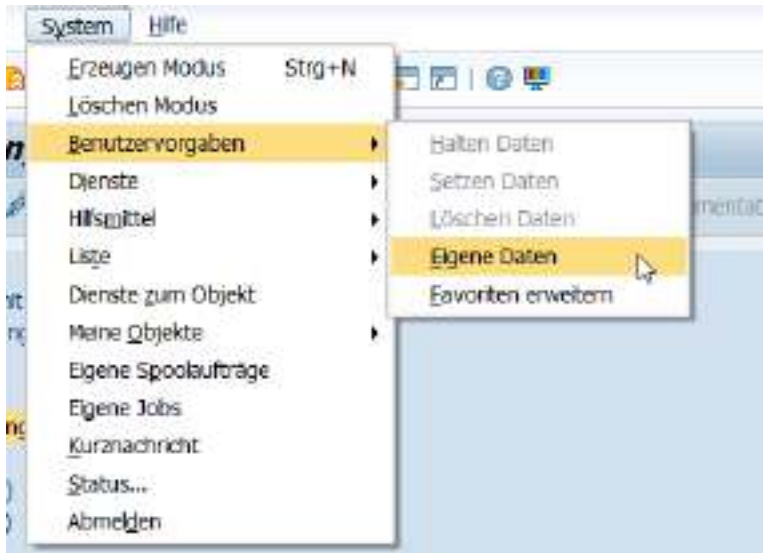 System Hilfe
Erzeugen Modus Strg+N
Löschen Modus
Benutzervorgaben
Dienste
Hilfsmittel
Liste
Dienste zum Objekt
Meine Objekte
Eigene Spoolaufträge
Eigene Jobs
Kurznachricht
Status...
Abmelden
Halten Daten
Setzen Daten
Löschen Daten
Eigene Daten
Favoriten erweitern